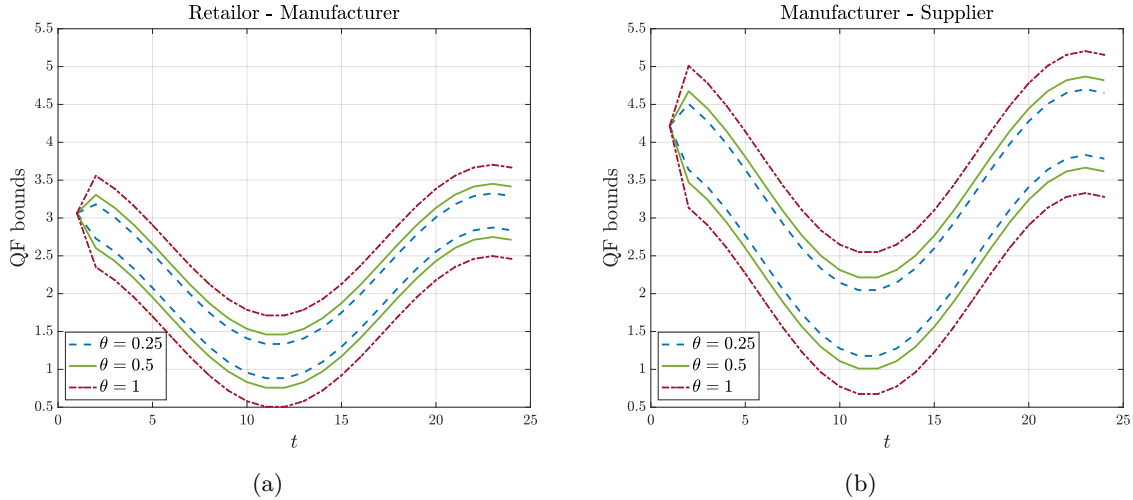 Retailor - Manufacturer
5.5
5
4.5
4
3.5
3
2.5
2
1.5
1
0.5
QF bounds
θ = 0.25
θ = 0.5
θ = 1
0
5
10
15
20
25
t
(a)
Manufacturer - Supplier
5.5
5
4.5
4
3.5
3
2.5
2
1.5
1
0.5
QF bounds
θ = 0.25
θ = 0.5
θ = 1
0
5
10
15
20
25
t
(b)